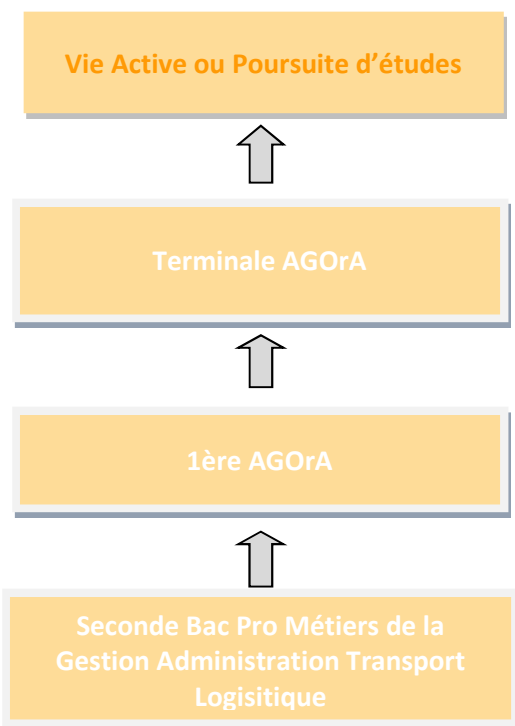 Vie Active ou Poursuite d'études
Terminale AGOrA
1ère AGOrA
Seconde Bac Pro Métiers de la
Gestion Administration Transport
Logisitique